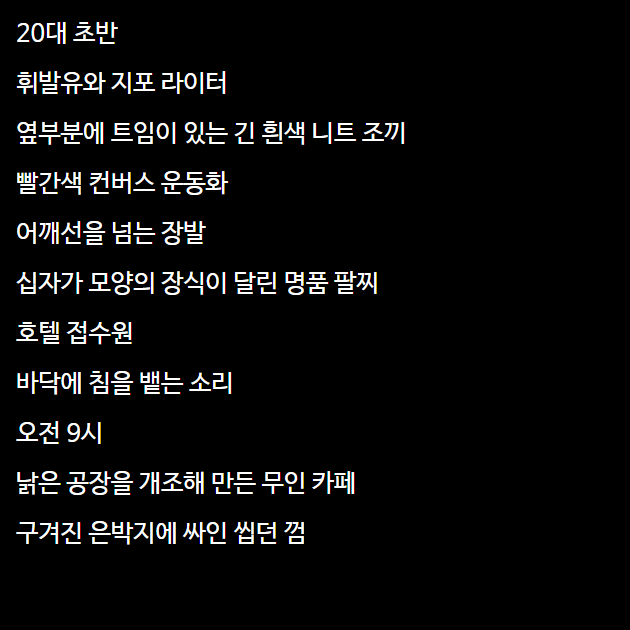 20대 초반
휘발유와 지포 라이터
옆부분에 트임이 있는 긴 흰색 니트 조끼
빨간색 컨버스 운동화
어깨선을 넘는 장발
십자가 모양의 장식이 달린 명품 팔찌
호텔 접수원
바닥에 침을 뱉는 소리
오전 9시
낡은 공장을 개조해 만든 무인 카페
구겨진 은박지에 싸인 씹던 껌